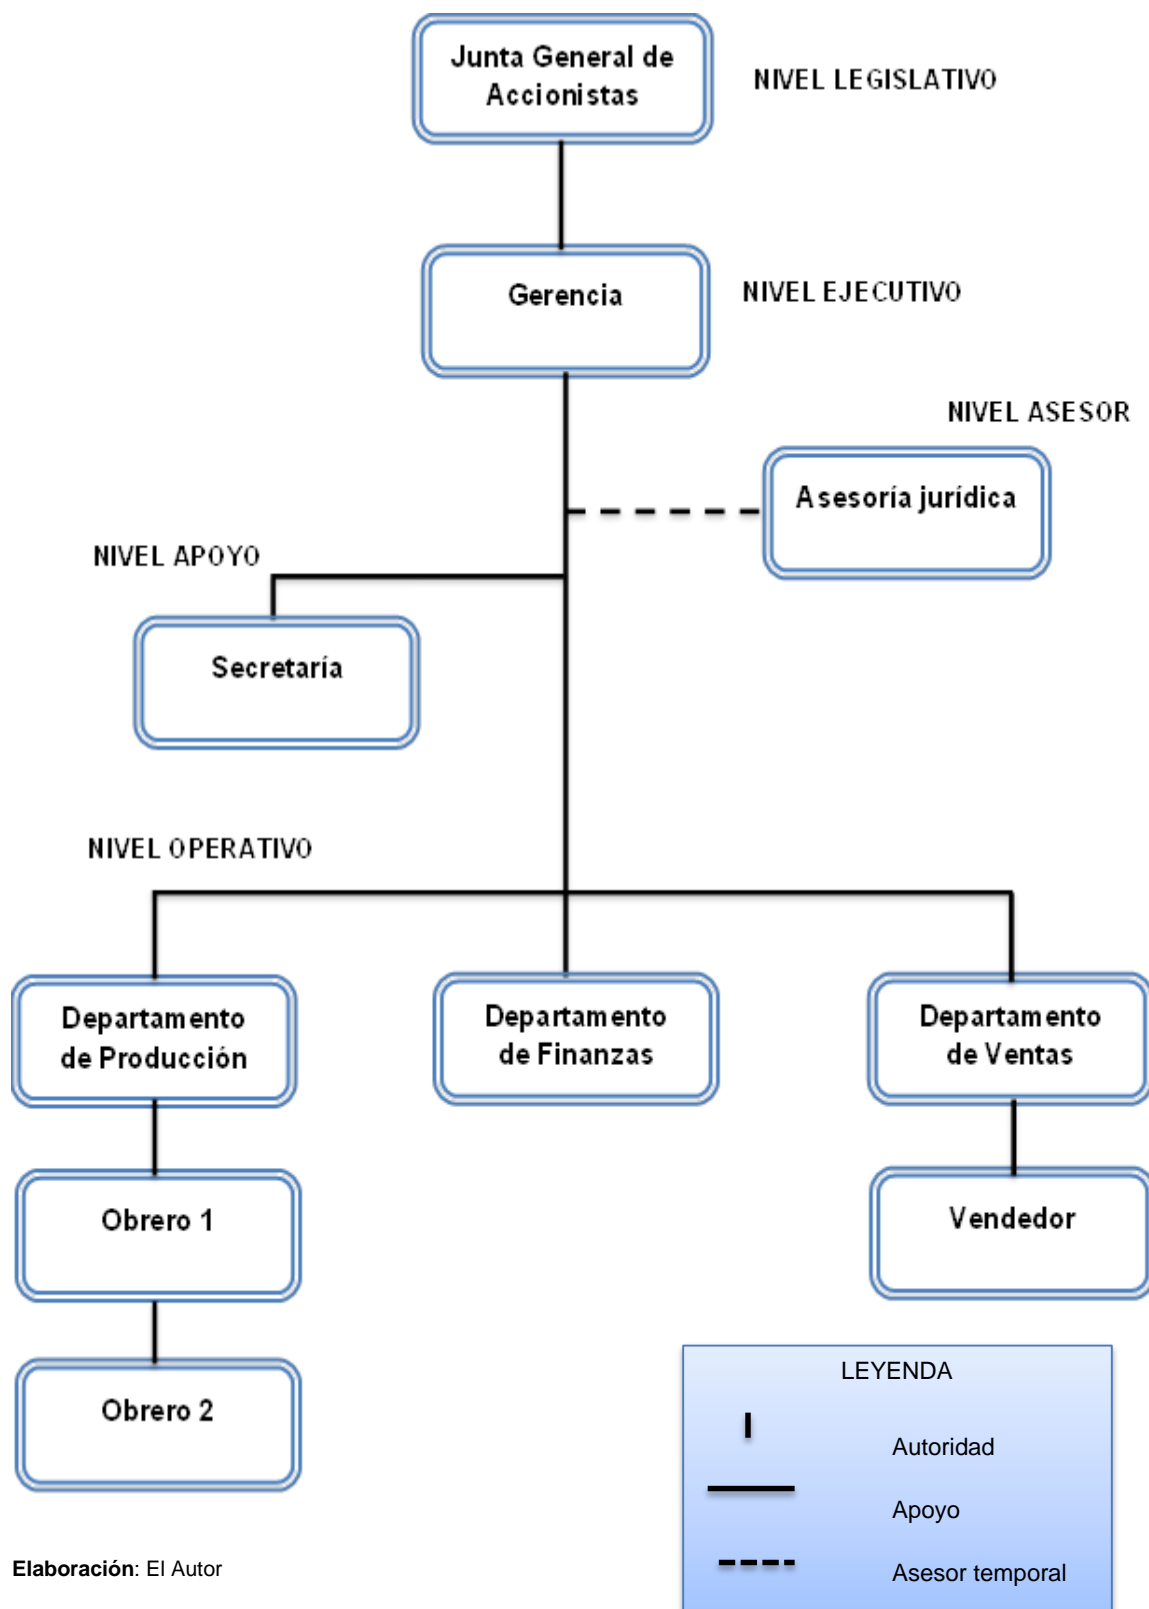 Junta General de
Accionistas
NIVEL LEGISLATIVO
Gerencia
NIVEL EJECUTIVO
NIVEL ASESOR
Asesoría jurídica
NIVEL APOYO
Secretaría
NIVEL OPERATIVO
Departamento
de Producción
Departamento
de Finanzas
Departamento
de Ventas
Obrero 1
Vendedor
Obrero 2
LEYENDA
Autoridad
Apoyo
Asesor temporal
Elaboración: El Autor